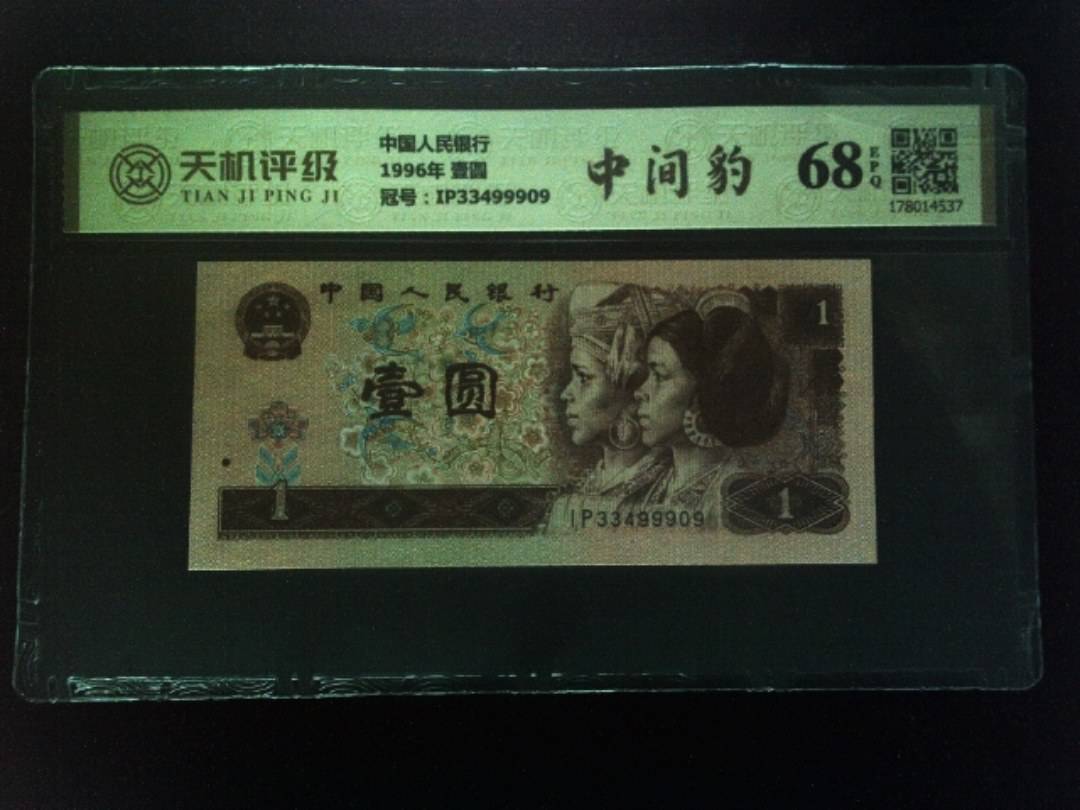 天机评级
TIAN JI PING JI
中国人民银行
1996年 壹圆
冠号：IP33499909
中间豹
68
EPQ
178014537
中国人民银行
1
壹圆
1
IP33499909
1